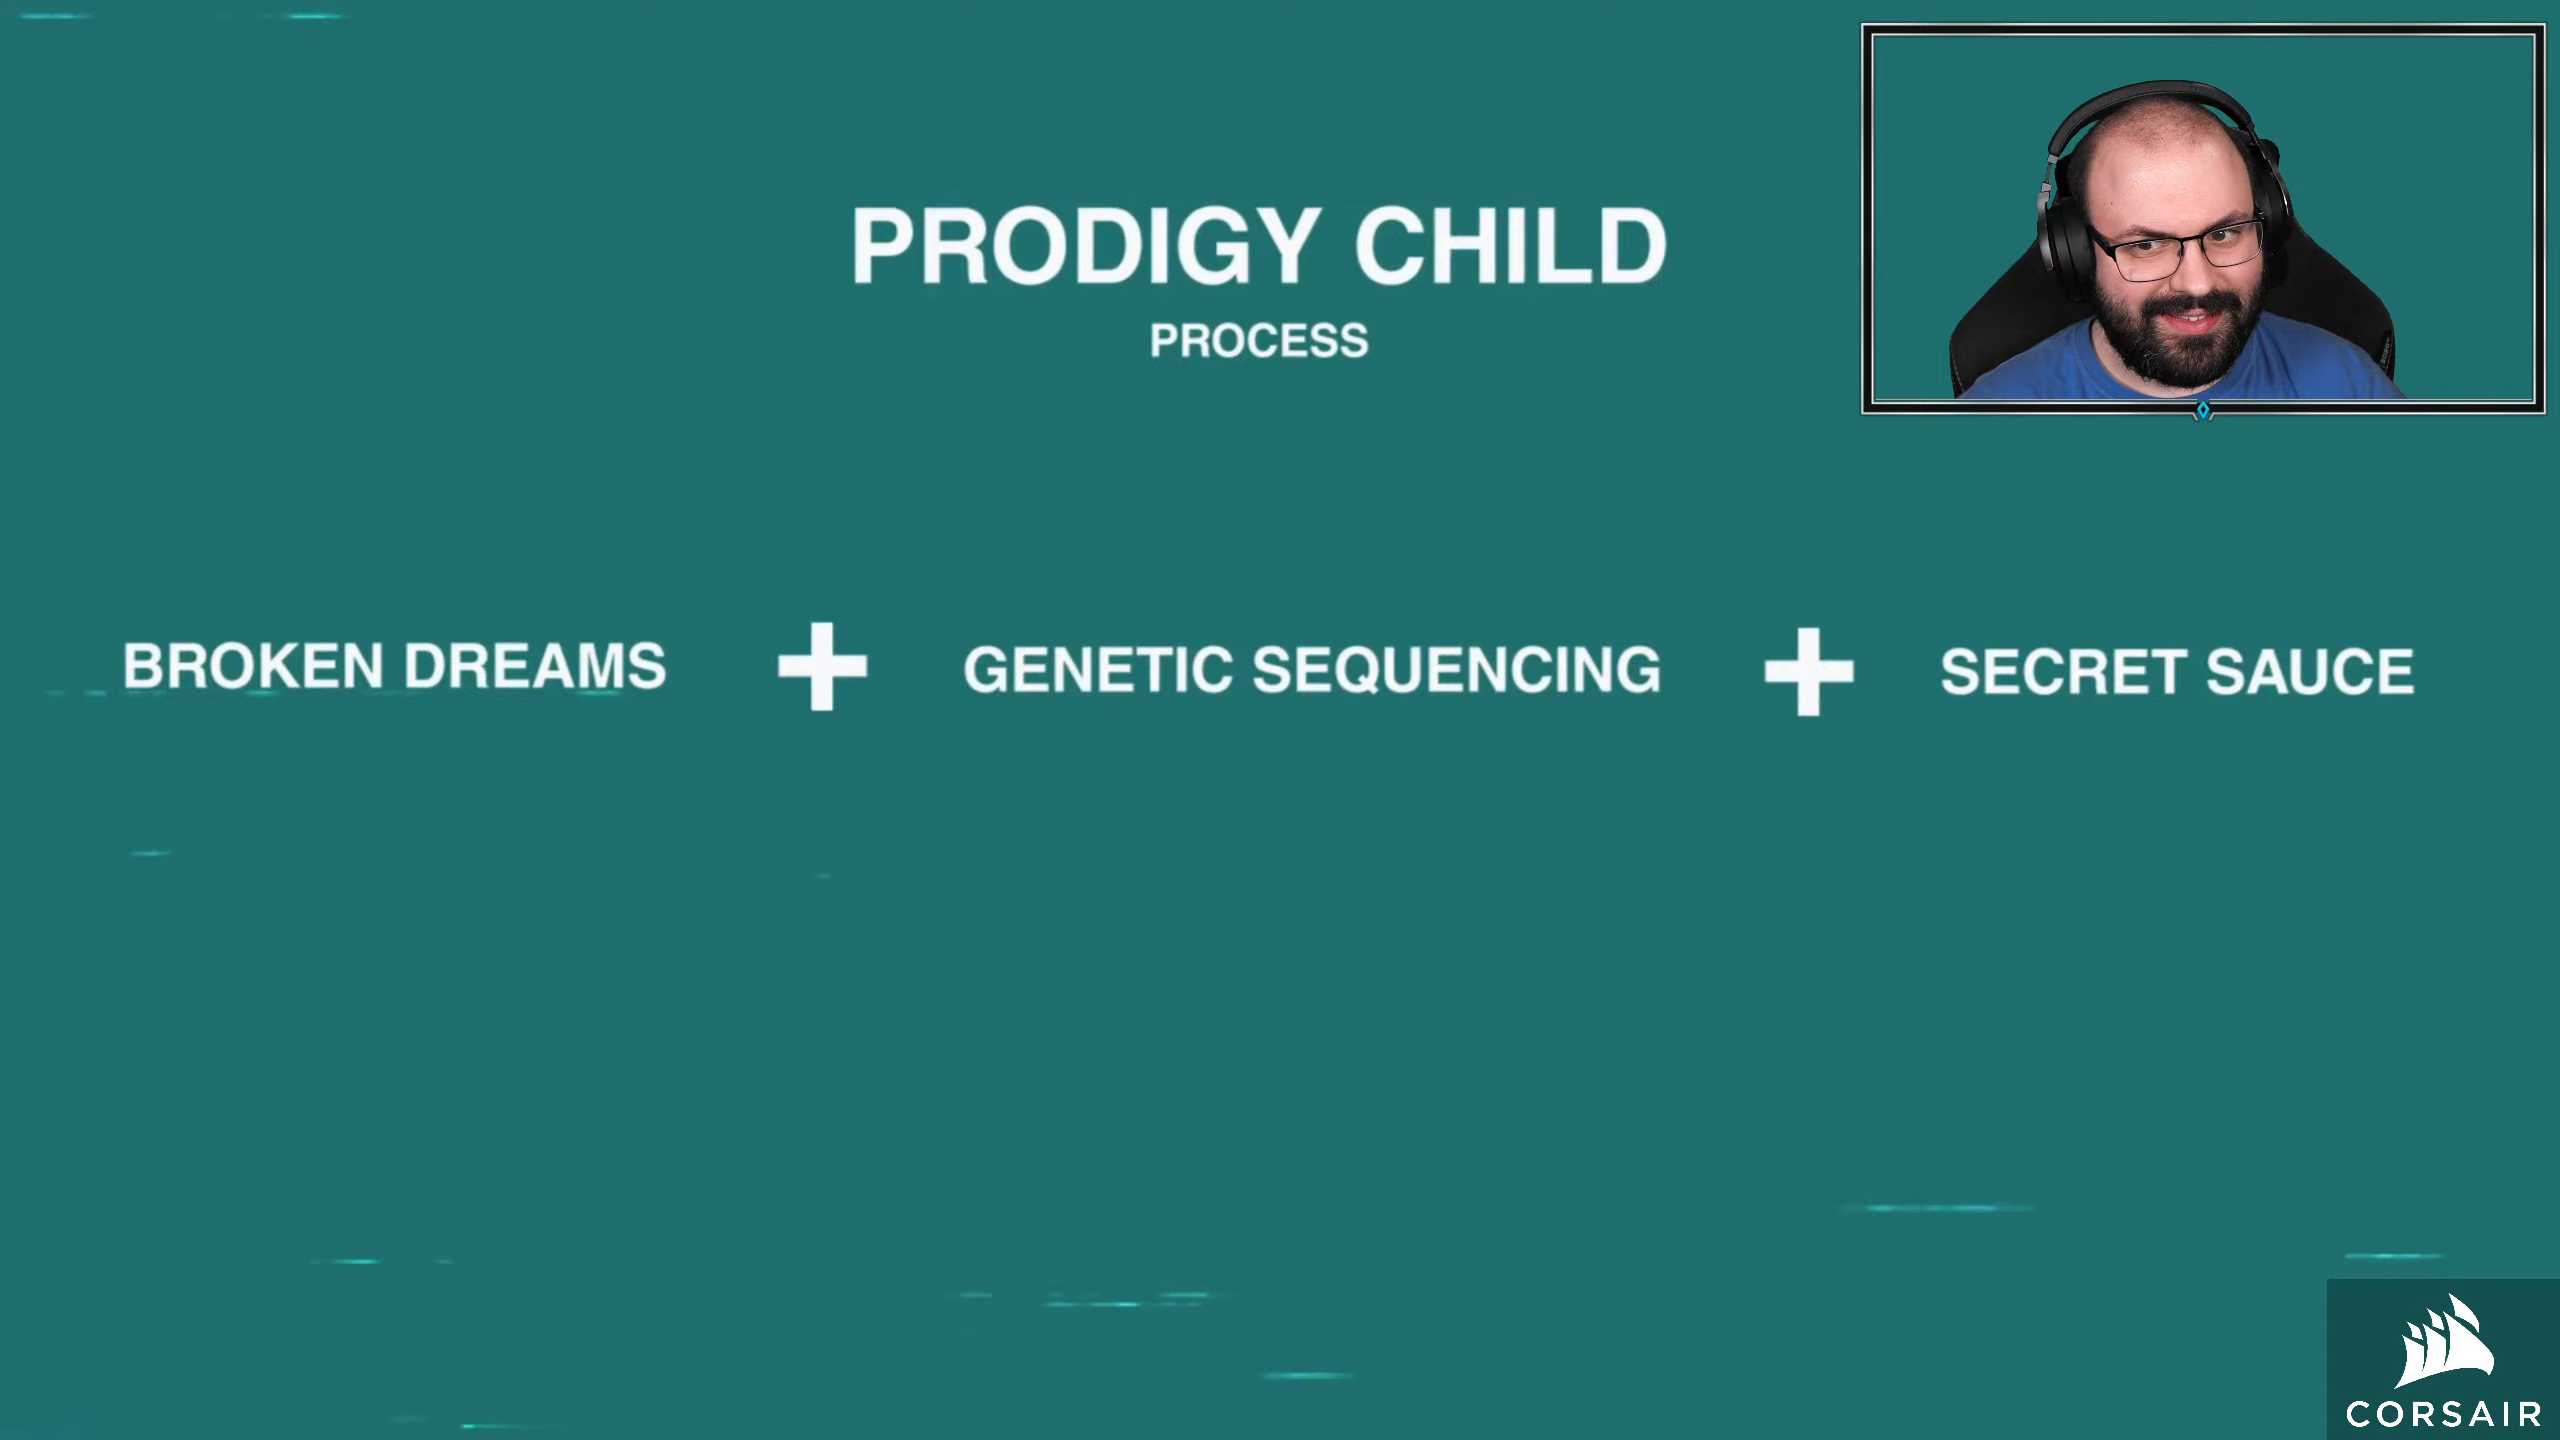 PRODIGY CHILD
PROCESS
BROKEN DREAMS + GENETIC SEQUENCING + SECRET SAUCE
CORSAIR